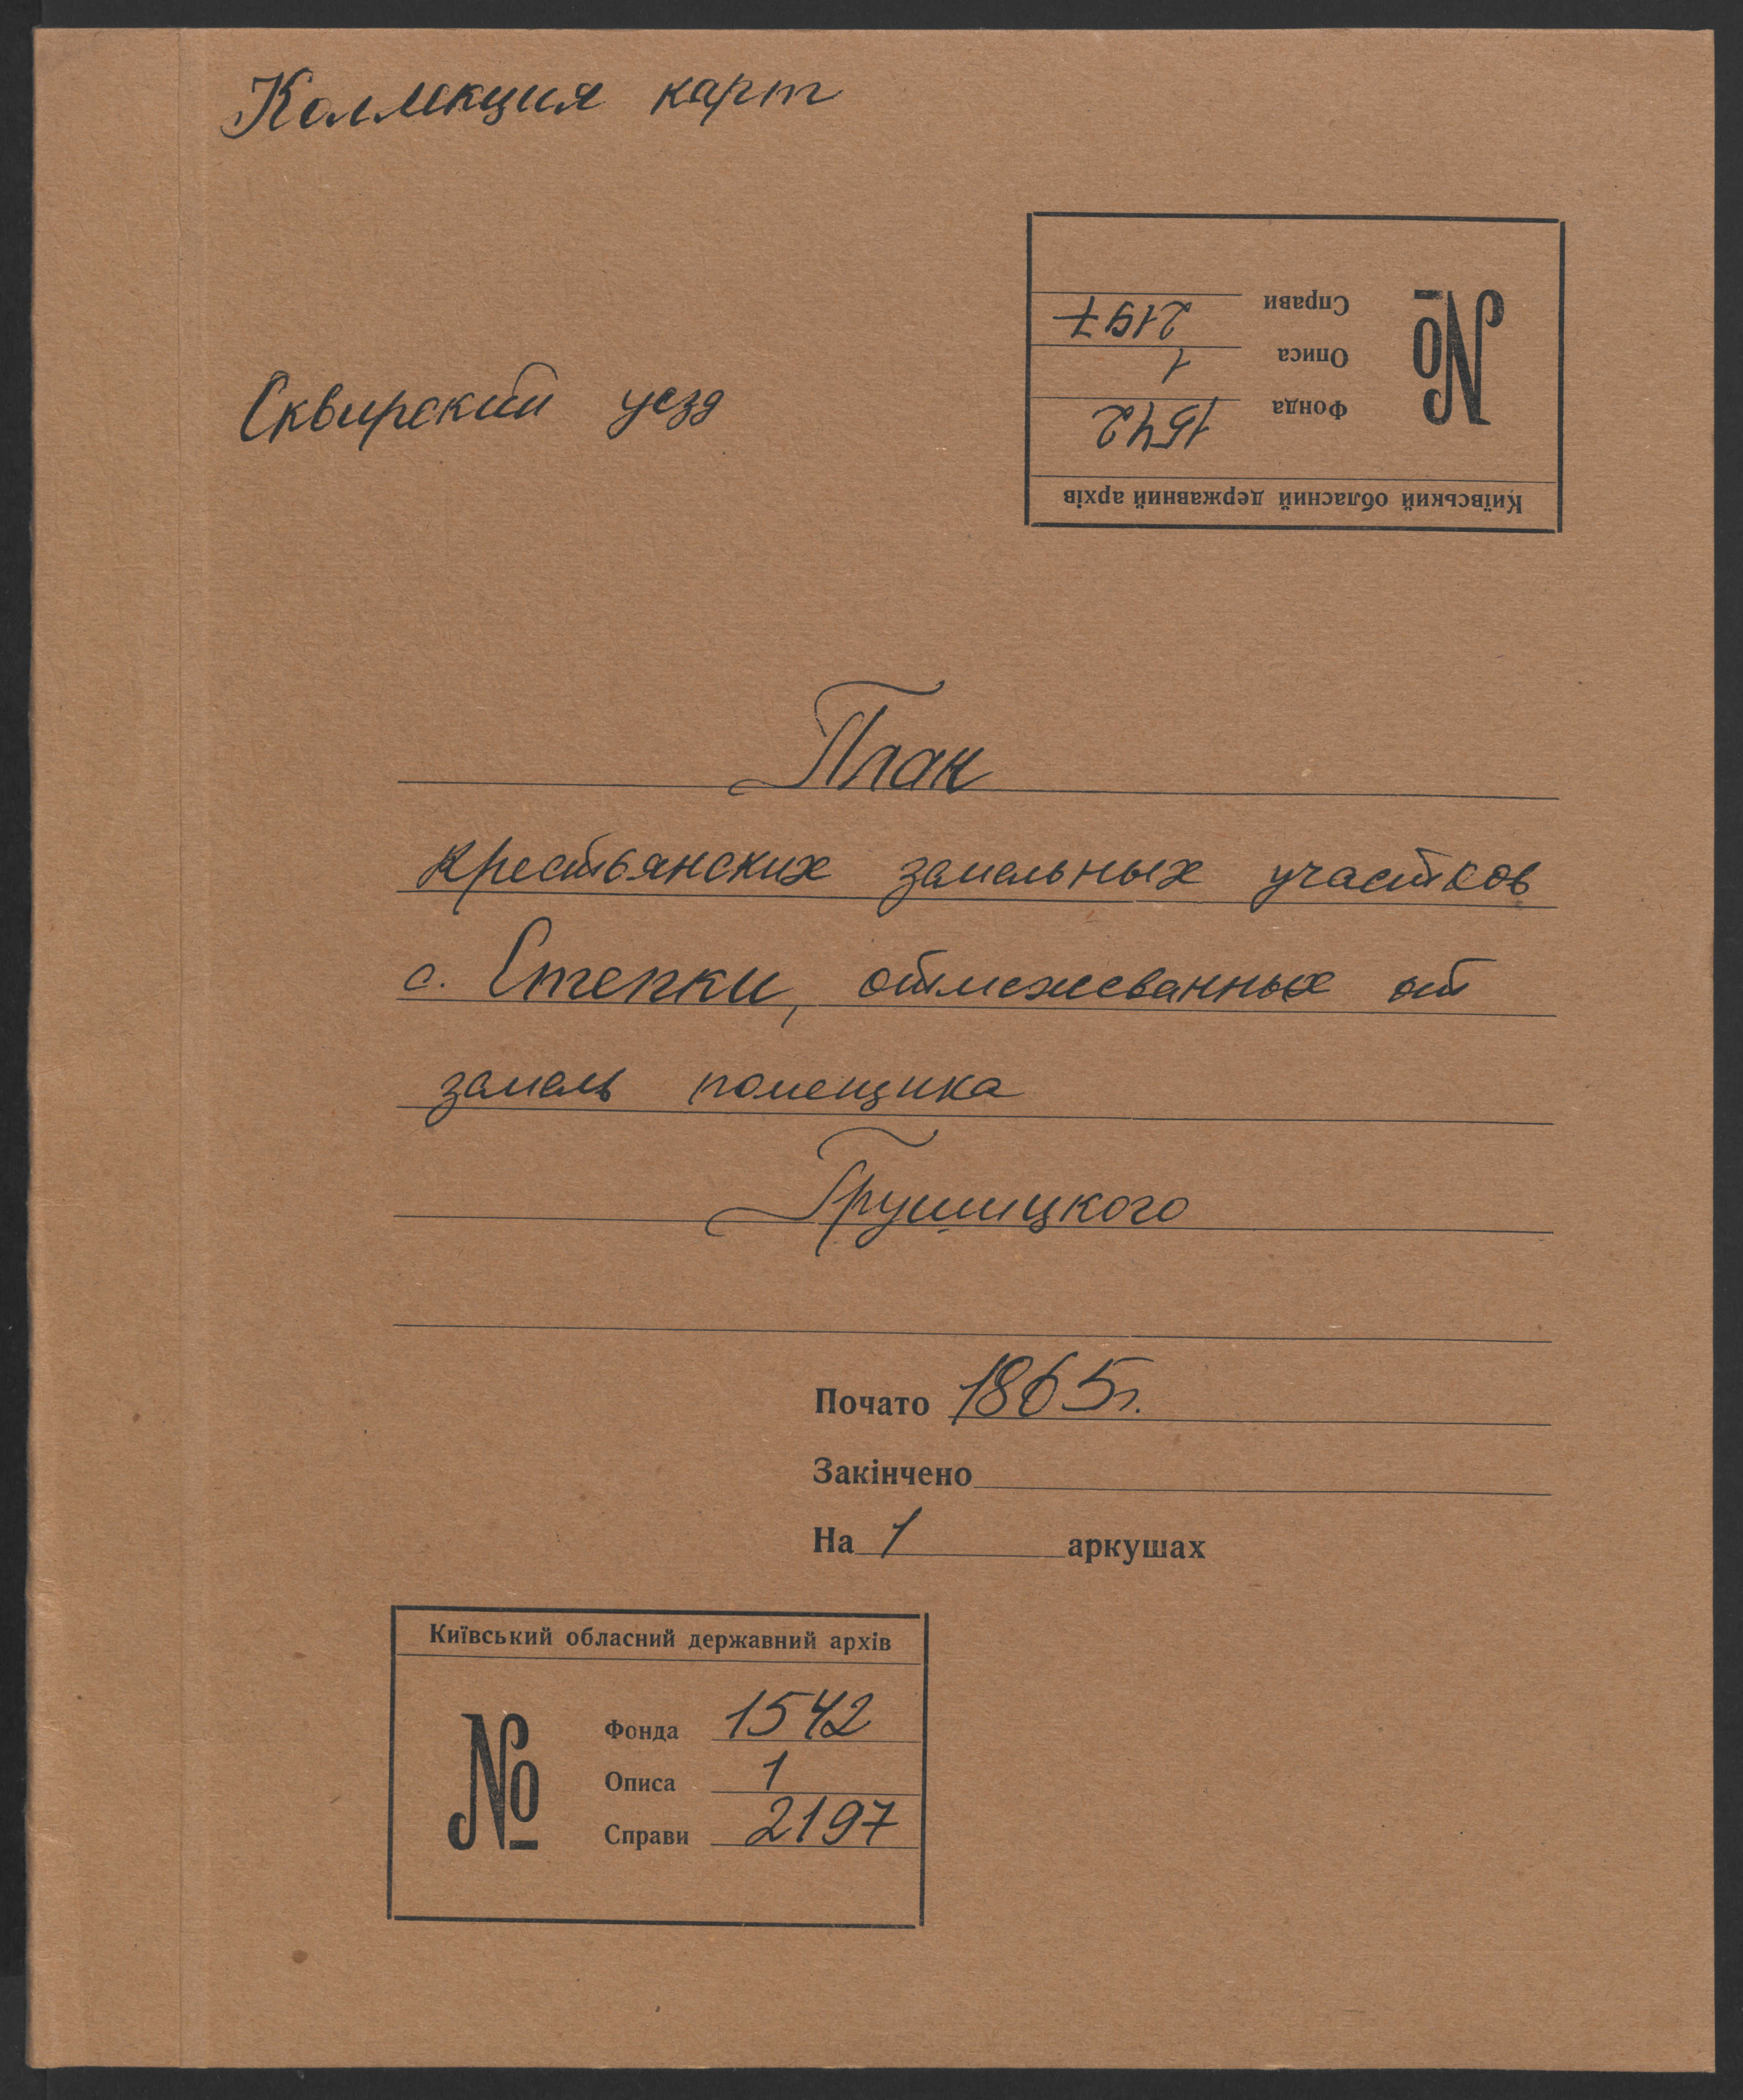 Коллекция карт
Справи 2197
Описа 1
Фонда 1542
Київський обласний державний архів
№
Сквирский уезд
План
крестьянских земельных участков
с. Степки, отмежеванных от
земель помещика
Грушицкого
Почато 1865г.
Закінчено
На 1 аркушах
Київський обласний державний архів
№
Фонда 1542
Описа 1
Справи 2197